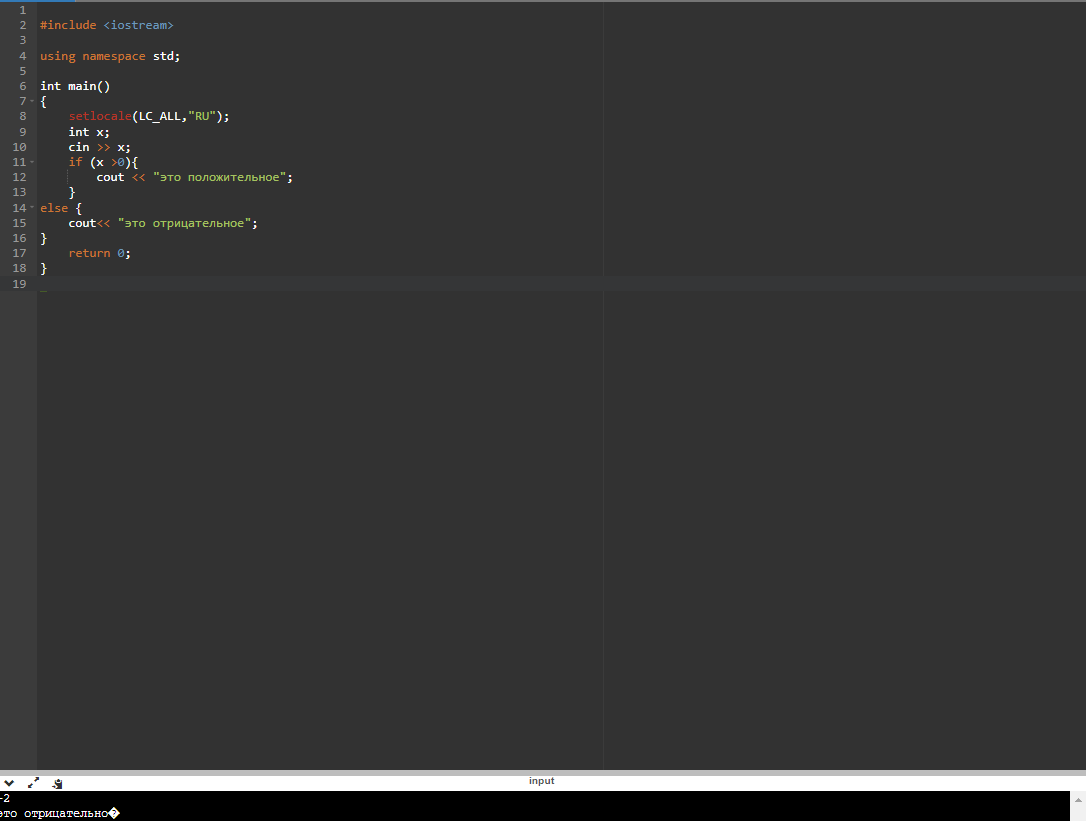 1
2 #include <iostream>
3
4 using namespace std;
5
6 int main()
7 {
8 setlocale(LC_ALL,"RU");
9 int x;
10 cin >> x;
11 if (x >0){
12 cout << "это положительное";
13 }
14 else {
15 cout<< "это отрицательное";
16 }
17 return 0;
18 }
19
input
-2
это отрицательно�